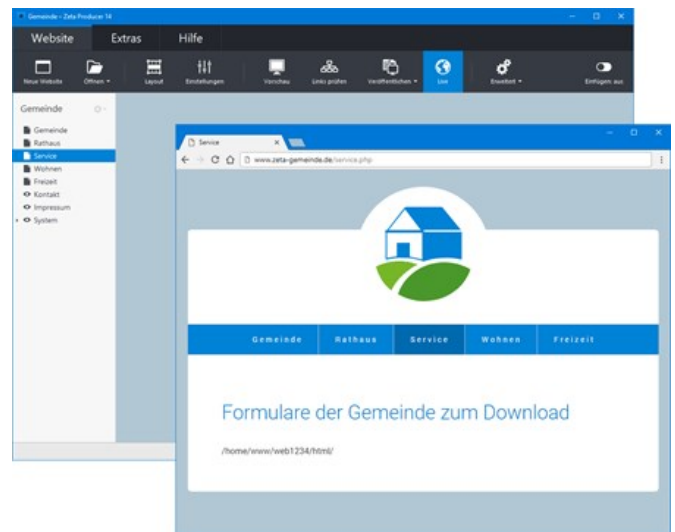 Gemeinde - Zeta Producer 14
Website Extras Hilfe
Neue Website Öffnen Layout Einstellungen Vorschau Links prüfen Veröffentlichen Live Erweitert Einfügen aus
Gemeinde
Gemeinde
Rathaus
Service
Wohnen
Freizeit
Kontakt
Impressum
System
Service
www.zeta-gemeinde.de/service.php
Gemeinde Rathaus Service Wohnen Freizeit
Formulare der Gemeinde zum Download
/home/www/web1234/html/